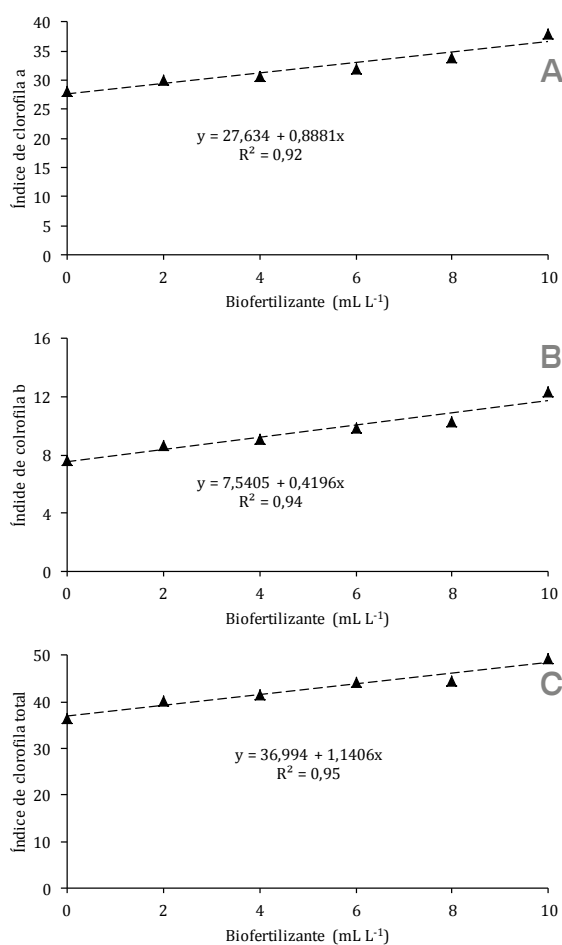 40
35
30
25
20
15
10
5
0
Índice de clorofila a
A
y = 27,634 + 0,8881x
R² = 0,92
0 2 4 6 8 10
Biofertilizante (mL L⁻¹)
16
12
8
4
0
Índide de colrofila b
B
y = 7,5405 + 0,4196x
R² = 0,94
0 2 4 6 8 10
Biofertilizante (mL L⁻¹)
50
40
30
20
10
0
Índice de clorofila total
C
y = 36,994 + 1,1406x
R² = 0,95
0 2 4 6 8 10
Biofertilizante (mL L⁻¹)